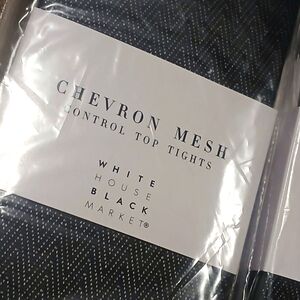 CHEVRON MESH
CONTROL TOP TIGHTS
WHITE
HOUSE
BLACK
MARKET®